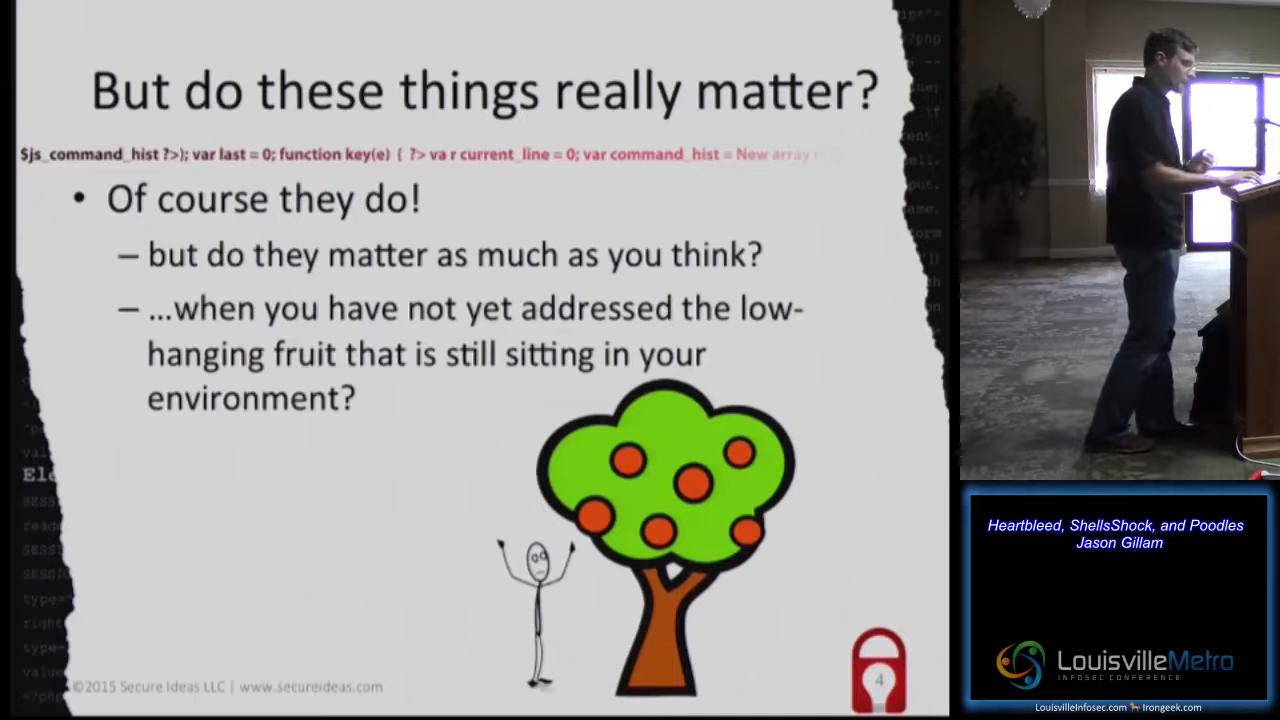 But do these things really matter?
$js_command_hist ?>); var last = 0; function key(e) { ?> va r current_line = 0; var command_hist = New array
• Of course they do!
– but do they matter as much as you think?
– ...when you have not yet addressed the low-
hanging fruit that is still sitting in your
environment?
©2015 Secure Ideas LLC | www.secureideas.com
4
Heartbleed, ShellsShock, and Poodles
Jason Gillam
LouisvilleMetro
INFOSEC CONFERENCE
LouisvilleInfosec.com Irongeek.com